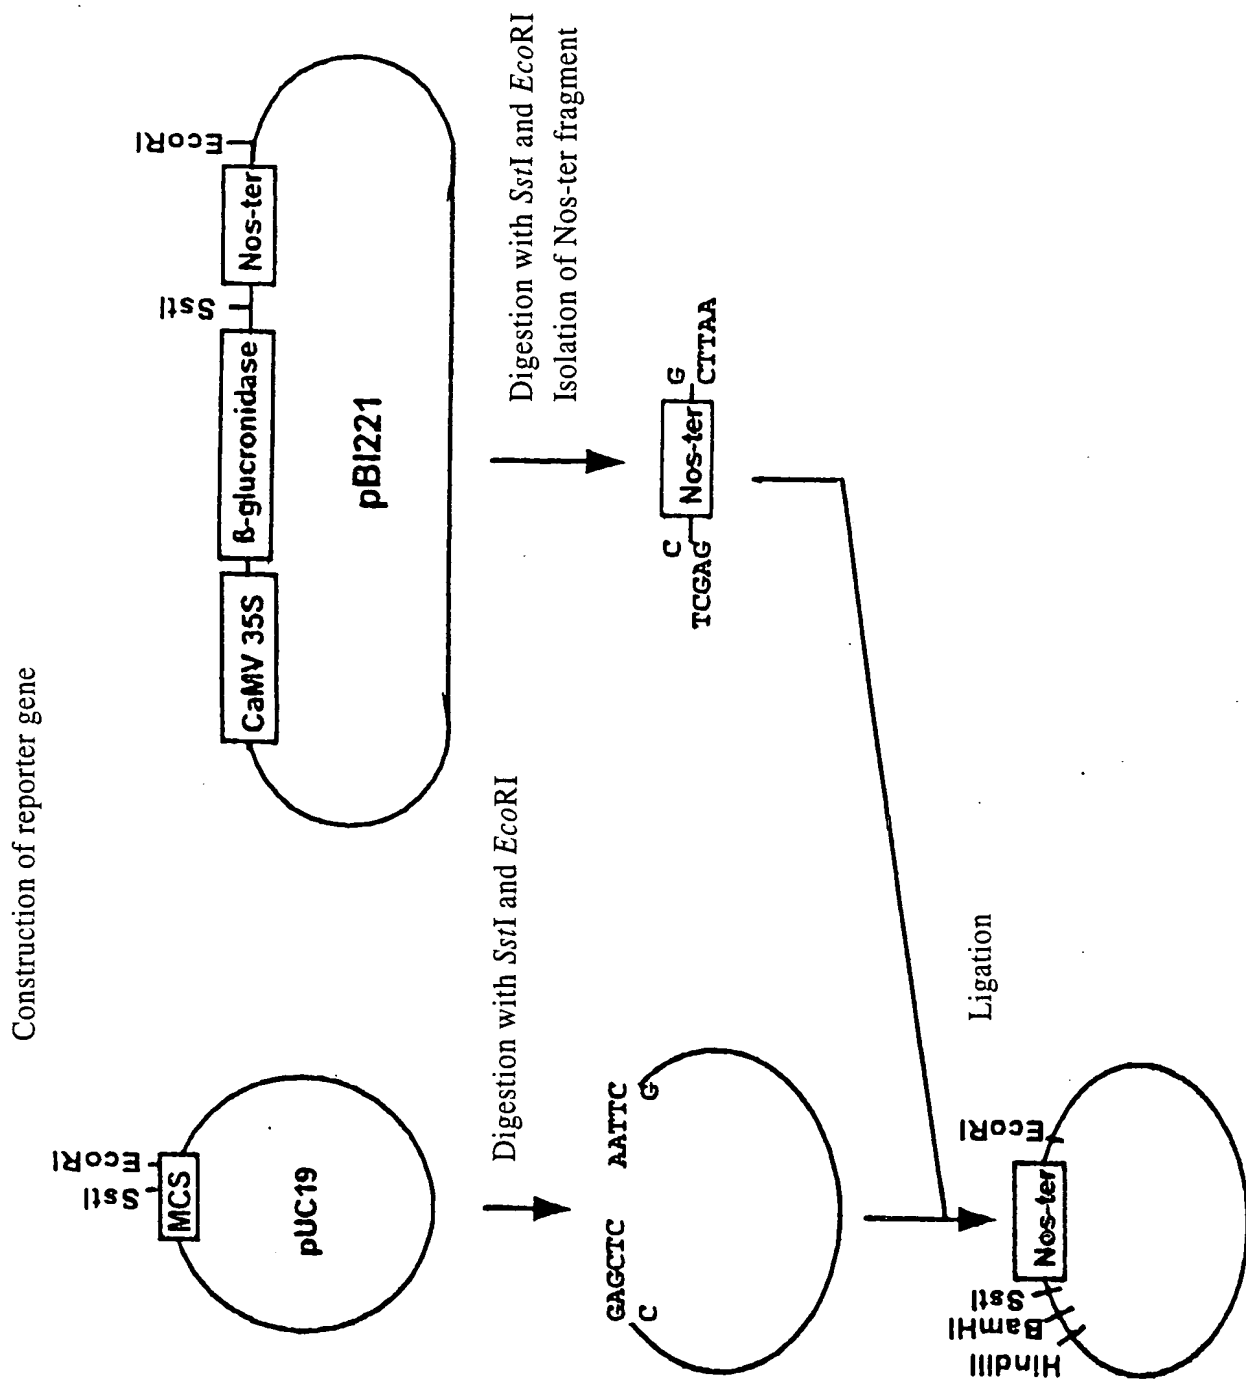 Construction of reporter gene
SstI
EcoRI
MCS
pUC19
CaMV 35S
ß-glucronidase
SstI
Nos-ter
EcoRI
pBI221
Digestion with SstI and EcoRI
Digestion with SstI and EcoRI
Isolation of Nos-ter fragment
GAGCTC AATTC
C G
C Nos-ter G
TCGAG CTTAA
Ligation
HindIII
BamHI
SstI
Nos-ter
EcoRI